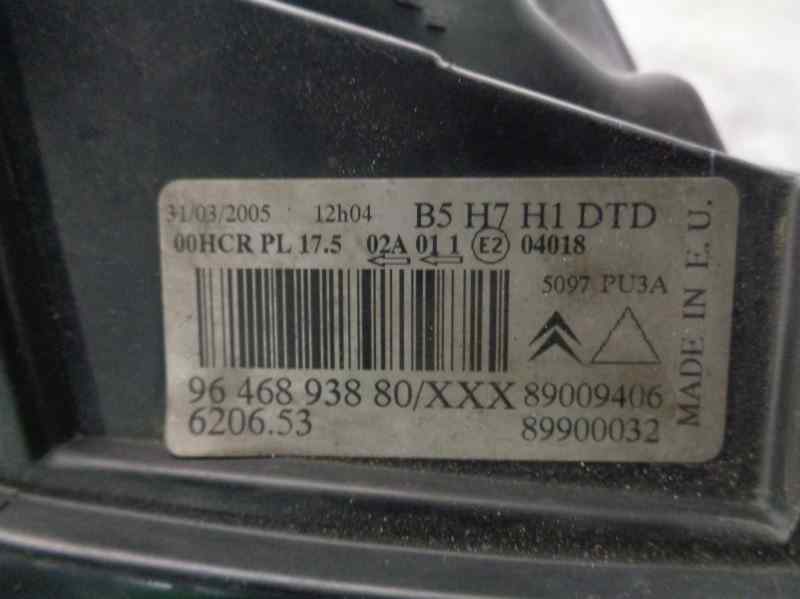 31/03/2005 12h04 B5 H7 H1 DTD
00HCR PL 17.5 02A 01 1 E2 04018
5097 PU3A
96 468 938 80/XXX 89009406
6206.53 89900032
MADE IN E. U.